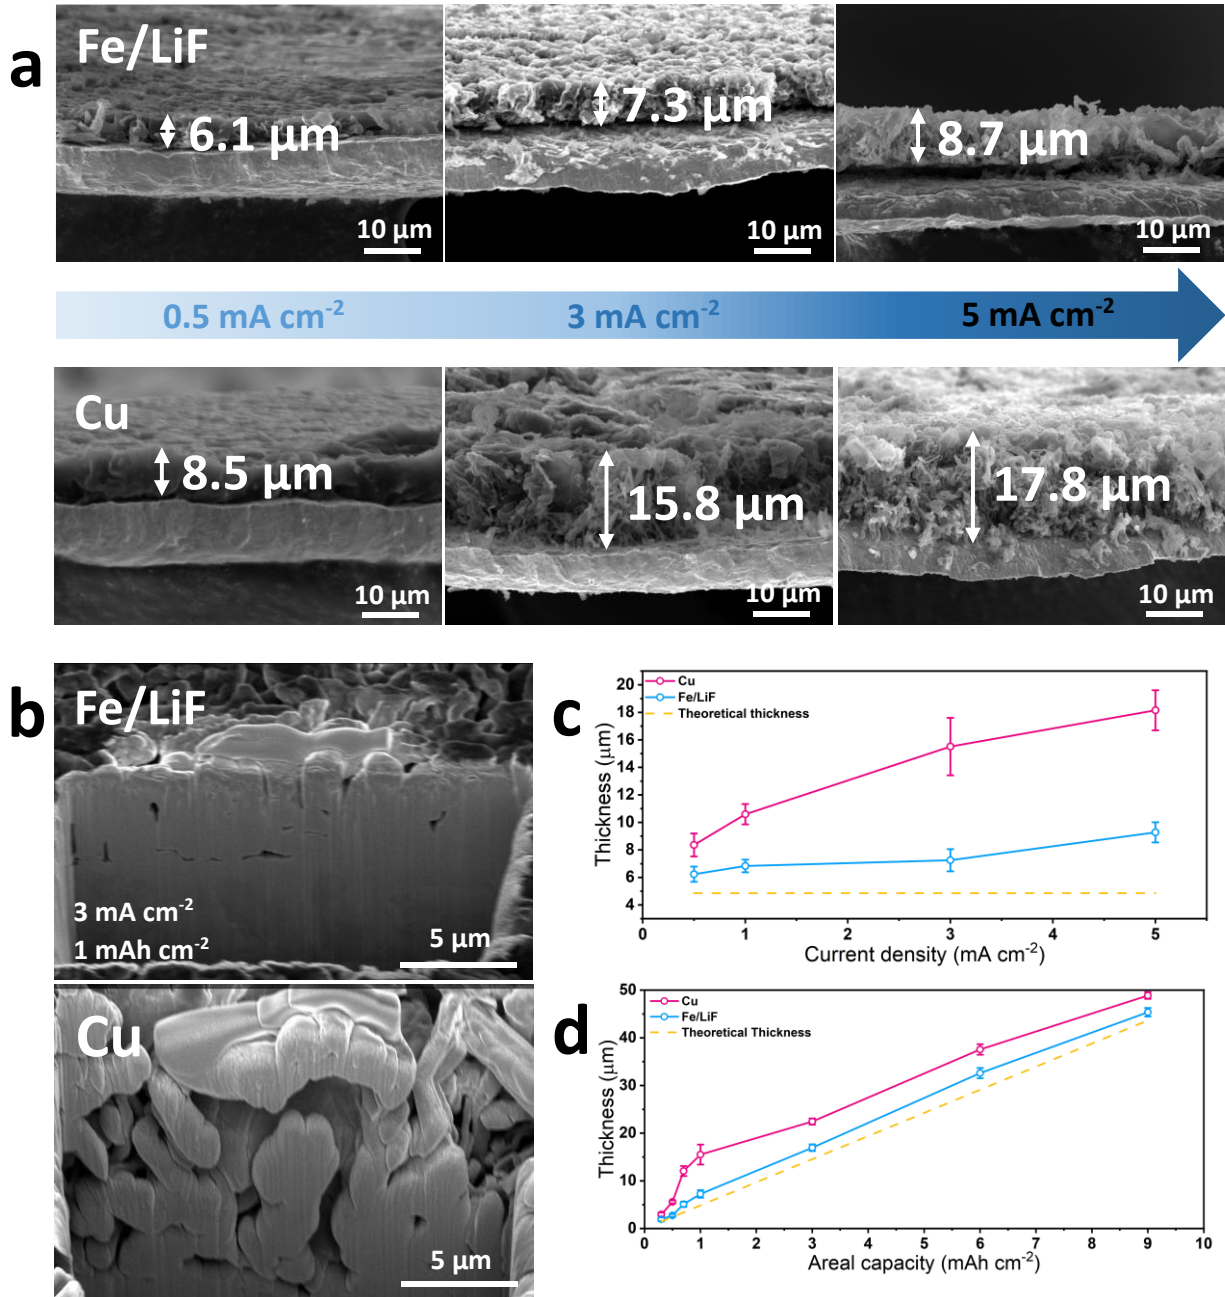 a
Fe/LiF
6.1 µm
10 µm
7.3 µm
10 µm
8.7 µm
10 µm
0.5 mA cm⁻²
3 mA cm⁻²
5 mA cm⁻²
Cu
8.5 µm
10 µm
15.8 µm
10 µm
17.8 µm
10 µm
b
Fe/LiF
3 mA cm⁻²
1 mAh cm⁻²
5 µm
Cu
5 µm
c
Cu
Fe/LiF
Theoretical thickness
Thickness (µm)
20
18
16
14
12
10
8
6
4
0
1
2
3
4
5
Current density (mA cm⁻²)
d
Cu
Fe/LiF
Theoretical Thickness
Thickness (µm)
50
40
30
20
10
0
0
1
2
3
4
5
6
7
8
9
10
Areal capacity (mAh cm⁻²)